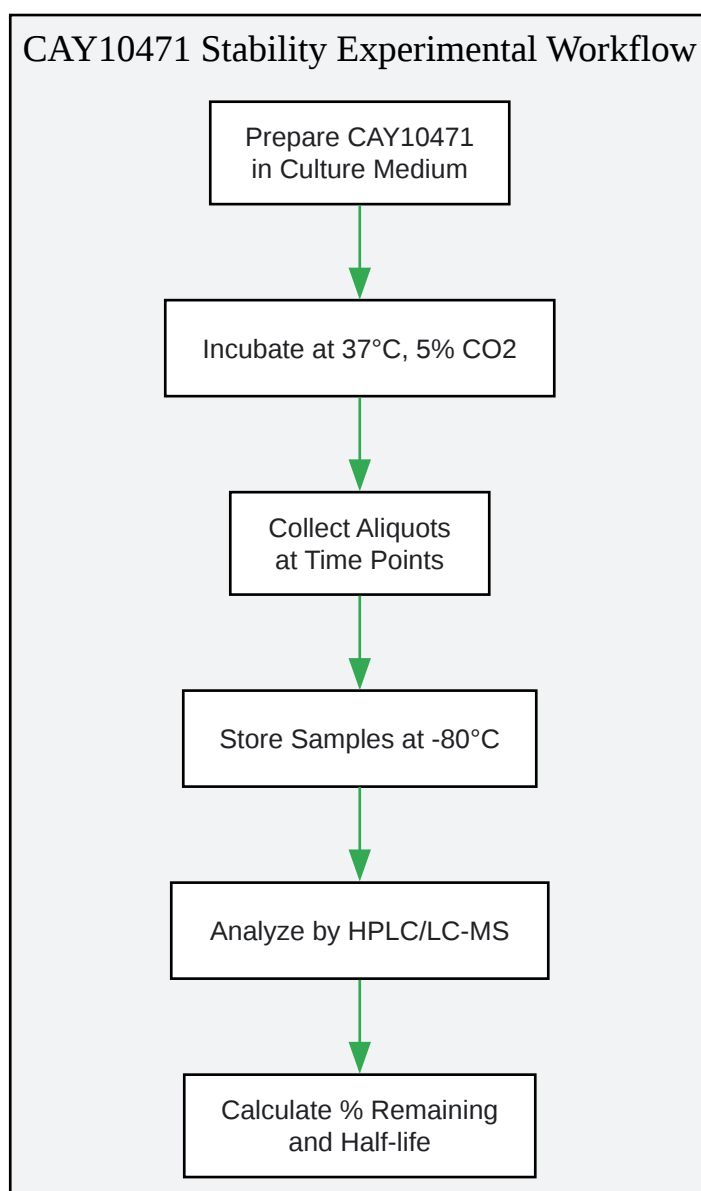 CAY10471 Stability Experimental Workflow
Prepare CAY10471
in Culture Medium
Incubate at 37°C, 5% CO2
Collect Aliquots
at Time Points
Store Samples at -80°C
Analyze by HPLC/LC-MS
Calculate % Remaining
and Half-life